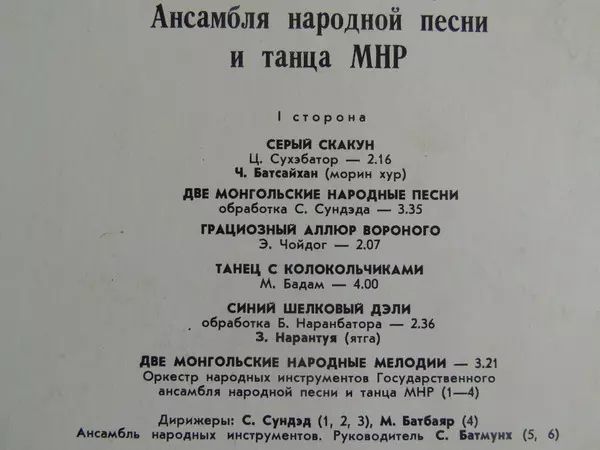 Ансамбля народной песни
и танца МНР
I сторона
СЕРЫЙ СКАКУН
Ц. Сухэбатор — 2.16
Ч. Батсайхан (морин хур)
ДВЕ МОНГОЛЬСКИЕ НАРОДНЫЕ ПЕСНИ
обработка С. Сундэда — 3.35
ГРАЦИОЗНЫЙ АЛЛЮР ВОРОНОГО
Э. Чойдог — 2.07
ТАНЕЦ С КОЛОКОЛЬЧИКАМИ
М. Бадам — 4.00
СИНИЙ ШЕЛКОВЫЙ ДЭЛИ
обработка Б. Наранбатора — 2.36
З. Нарантуя (ятга)
ДВЕ МОНГОЛЬСКИЕ НАРОДНЫЕ МЕЛОДИИ — 3.21
Оркестр народных инструментов Государственного
ансамбля народной песни и танца МНР (1—4)
Дирижеры: С. Сундэд (1, 2, 3), М. Батбаяр (4)
Ансамбль народных инструментов. Руководитель С. Батмунх (5, 6)